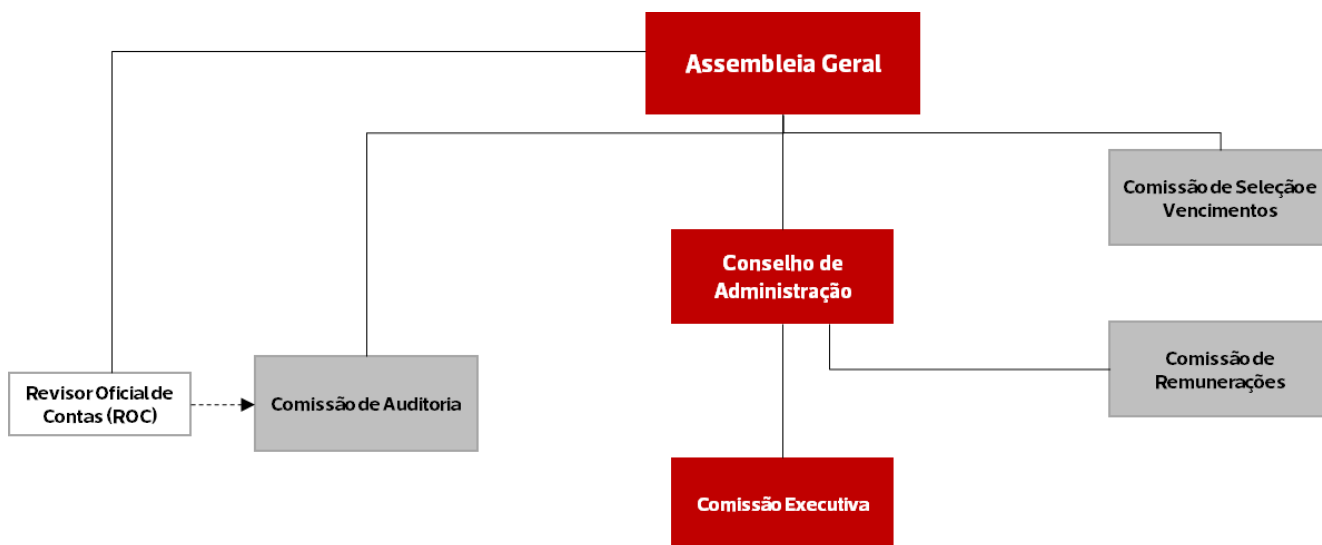 Assembleia Geral
Comissão de Seleção e
Vencimentos
Conselho de
Administração
Comissão de
Remunerações
Revisor Oficial de
Contas (ROC)
Comissão de Auditoria
Comissão Executiva